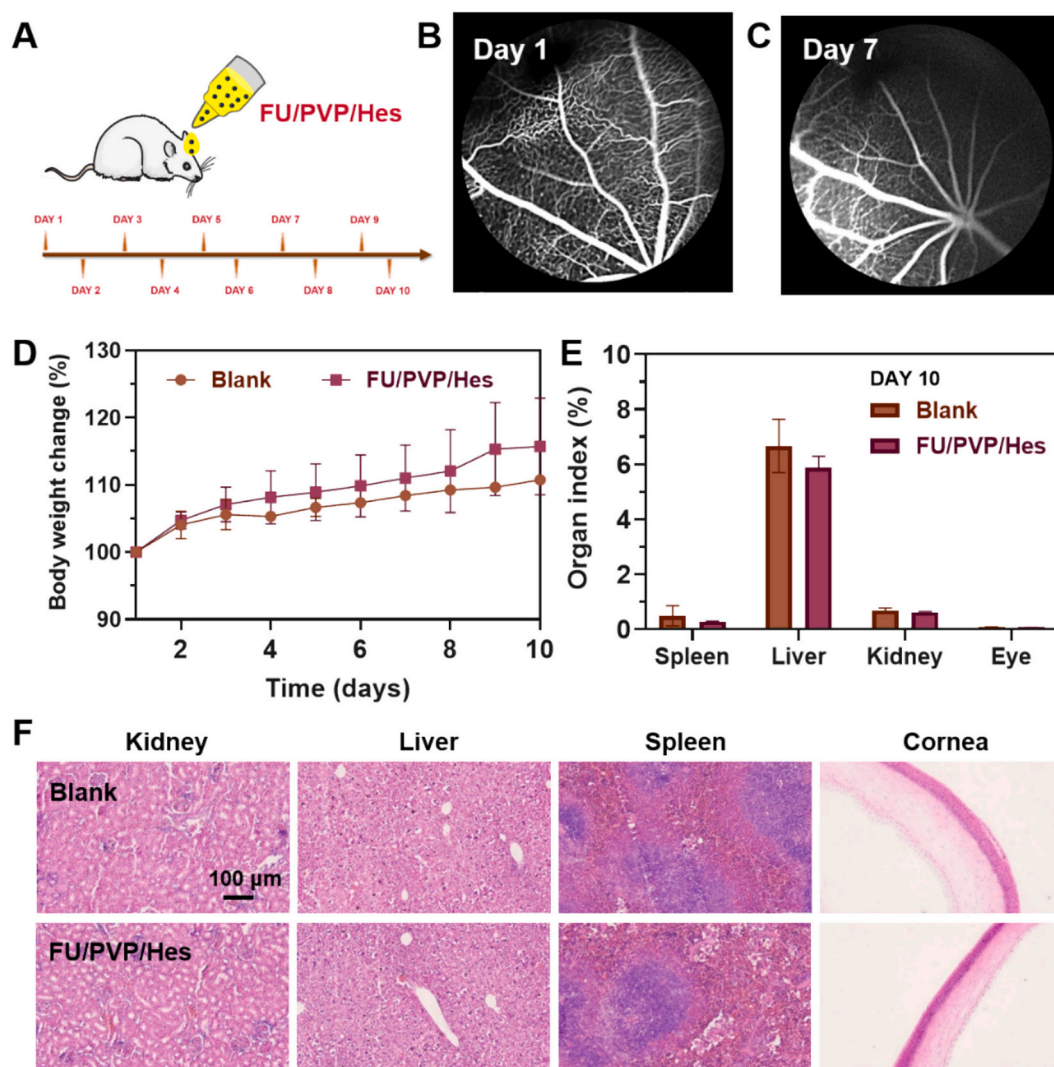 A
FU/PVP/Hes
DAY 1 DAY 3 DAY 5 DAY 7 DAY 9
DAY 2 DAY 4 DAY 6 DAY 8 DAY 10
B
Day 1
C
Day 7
D
Body weight change (%)
130
120
110
100
90
Blank FU/PVP/Hes
2 4 6 8 10
Time (days)
E
Organ index (%)
10
8
6
4
2
0
DAY 10
Blank
FU/PVP/Hes
Spleen Liver Kidney Eye
F
Kidney Liver Spleen Cornea
Blank
100 µm
FU/PVP/Hes